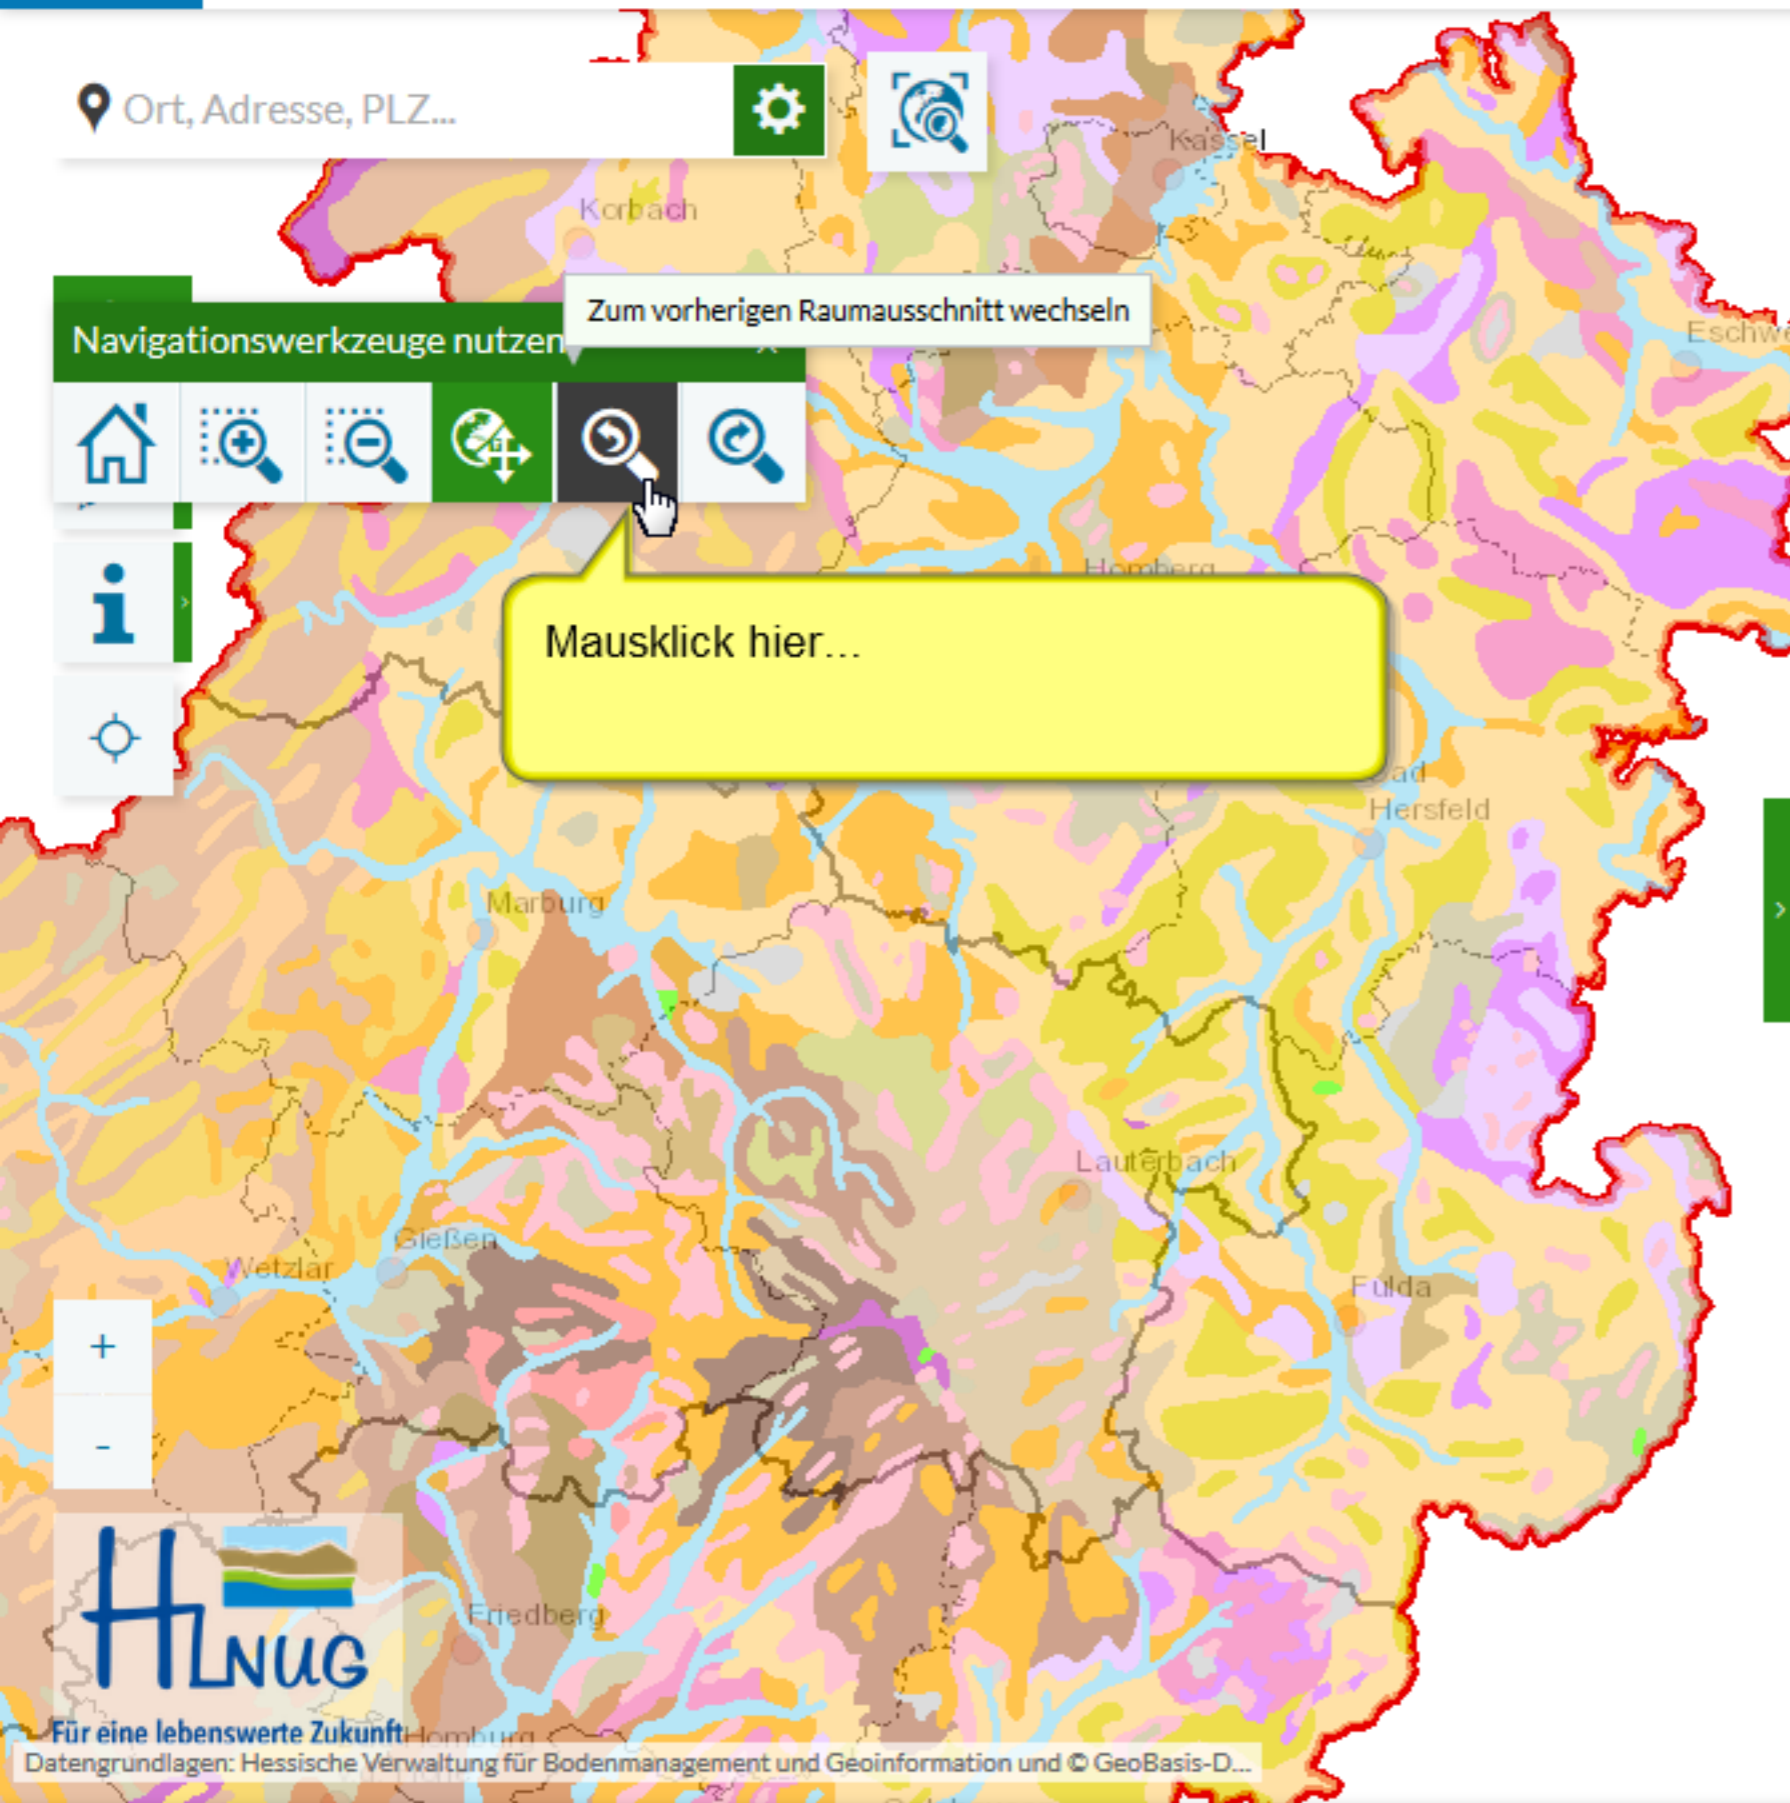 Ort, Adresse, PLZ...
Kassel
Korbach
Zum vorherigen Raumausschnitt wechseln
Navigationswerkzeuge nutzen
Eschwe
Homberg
Mausklick hier...
Bad
Hersfeld
Marburg
Lauterbach
Gießen
Wetzlar
Fulda
+
-
Friedberg
HLNUG
Für eine lebenswerte Zukunft
Homburg
Datengrundlagen: Hessische Verwaltung für Bodenmanagement und Geoinformation und © GeoBasis-D...